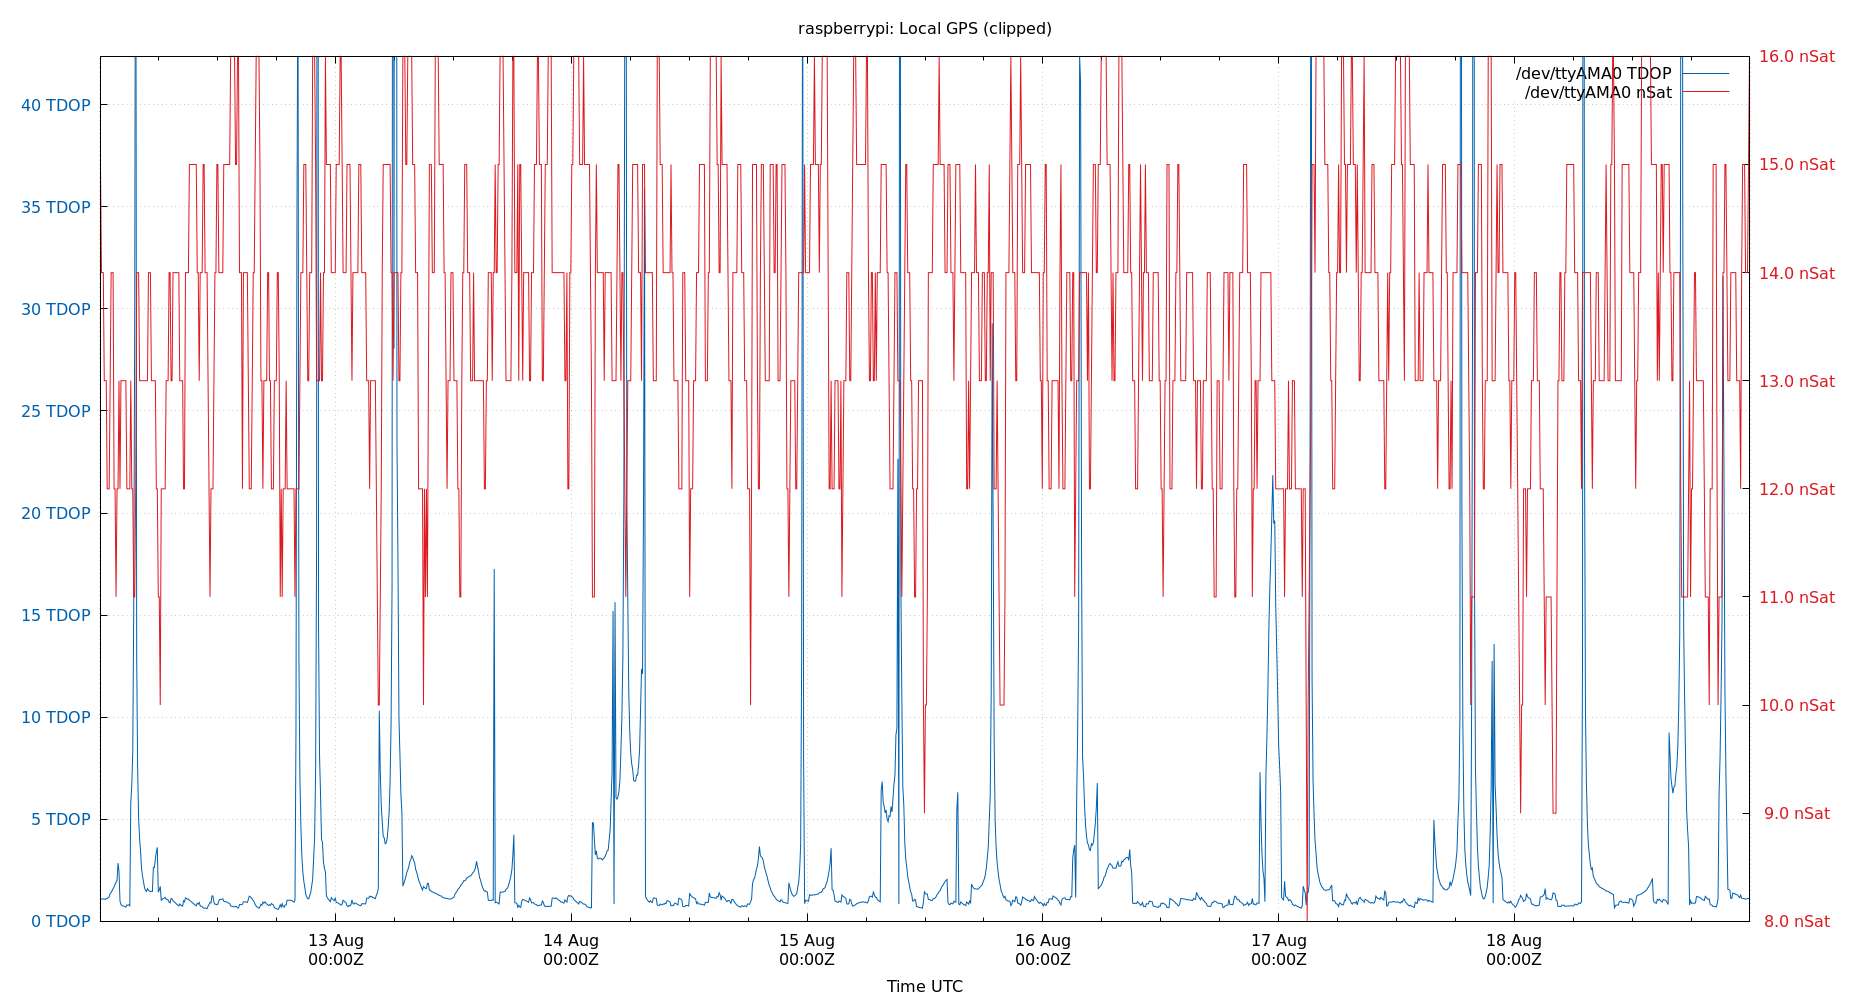 raspberrypi: Local GPS (clipped)
16.0 nSat
/dev/ttyAMA0 TDOP
/dev/ttyAMA0 nSat
40 TDOP
15.0 nSat
35 TDOP
14.0 nSat
30 TDOP
13.0 nSat
25 TDOP
12.0 nSat
20 TDOP
11.0 nSat
15 TDOP
10.0 nSat
10 TDOP
9.0 nSat
5 TDOP
0 TDOP
8.0 nSat
13 Aug 14 Aug 15 Aug 16 Aug 17 Aug 18 Aug
00:00Z 00:00Z 00:00Z 00:00Z 00:00Z 00:00Z
Time UTC